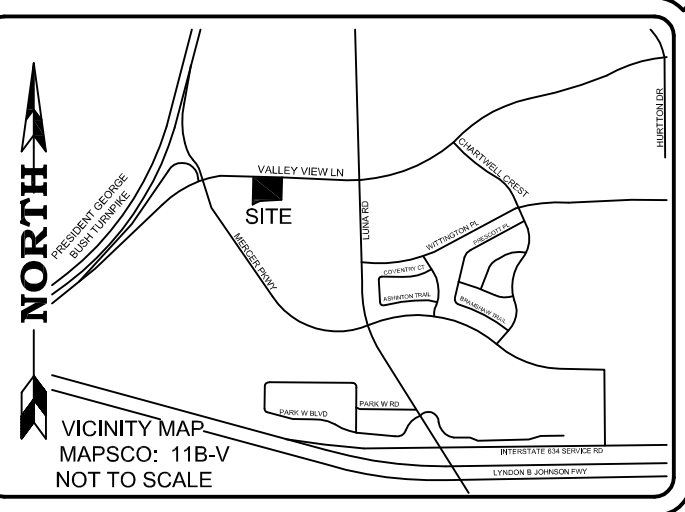 NORTH
PRESIDENT GEORGE
BUSH TURNPIKE
VALLEY VIEW LN
SITE
MERCER PKWY
LUNA RD
CHARTWELL CREST
HURTTON DR
WITTINGTON PL
PRESCOTT PL
COVENTRY CT
ASHINTON TRAIL
BRAMSHAW TRAIL
PARK W BLVD
PARK W RD
INTERSTATE 634 SERVICE RD
LYNDON B JOHNSON FWY
VICINITY MAP
MAPSCO: 11B-V
NOT TO SCALE